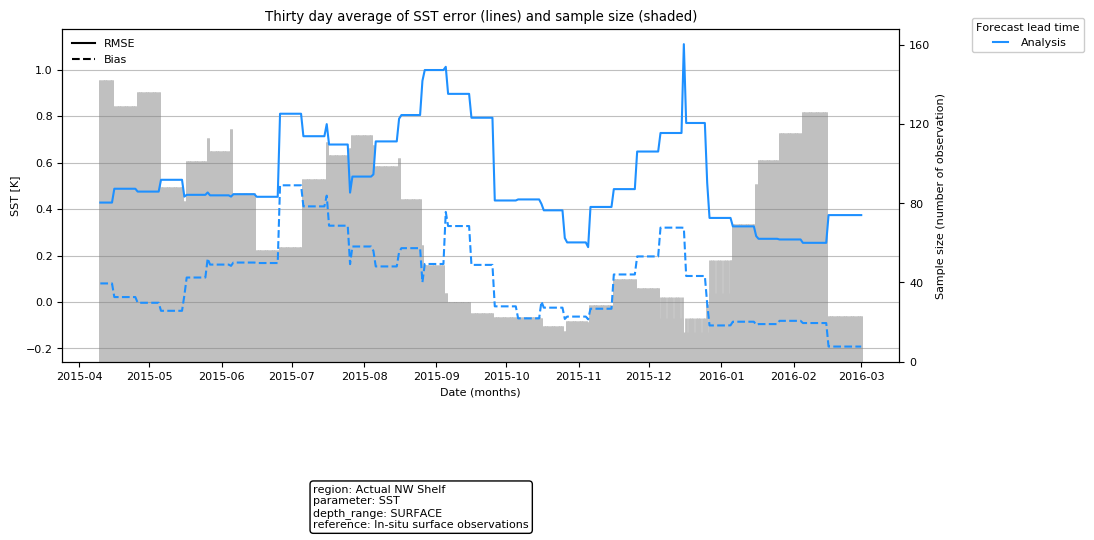 Thirty day average of SST error (lines) and sample size (shaded)
RMSE
Bias
Forecast lead time
Analysis
SST [K]
1.0
0.8
0.6
0.4
0.2
0.0
−0.2
Sample size (number of observation)
160
120
80
40
0
2015-04 2015-05 2015-06 2015-07 2015-08 2015-09 2015-10 2015-11 2015-12 2016-01 2016-02 2016-03
Date (months)
region: Actual NW Shelf
parameter: SST
depth_range: SURFACE
reference: In-situ surface observations